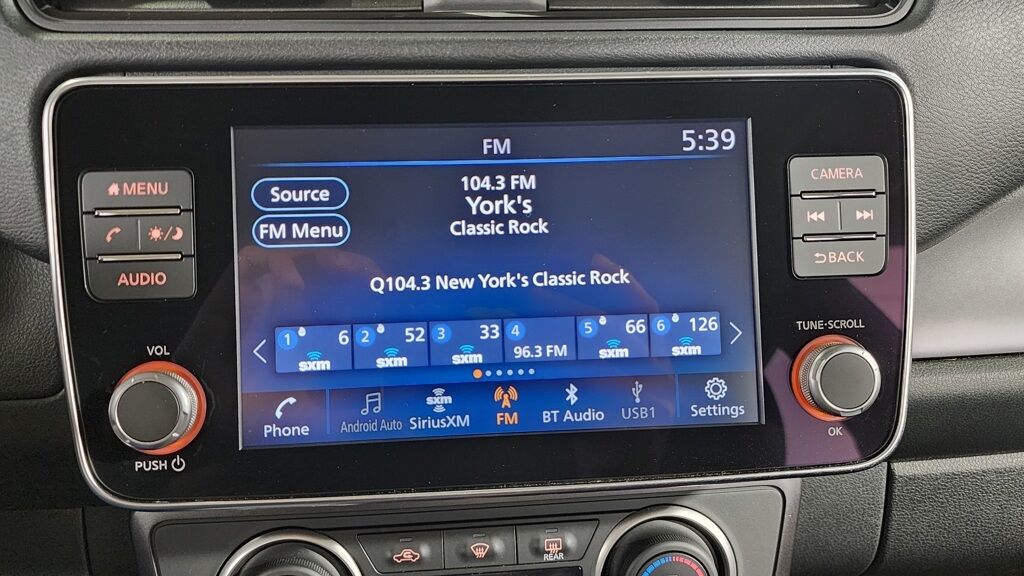 FM
5:39
MENU
AUDIO
VOL
PUSH
Source
FM Menu
104.3 FM
York's
Classic Rock
Q104.3 New York's Classic Rock
1 6 sxm
2 52 sxm
3 33 sxm
4 96.3 FM
5 66 sxm
6 126 sxm
Phone
Android Auto
sxm
SiriusXM
FM
BT Audio
USB1
Settings
CAMERA
BACK
TUNE·SCROLL
OK
REAR